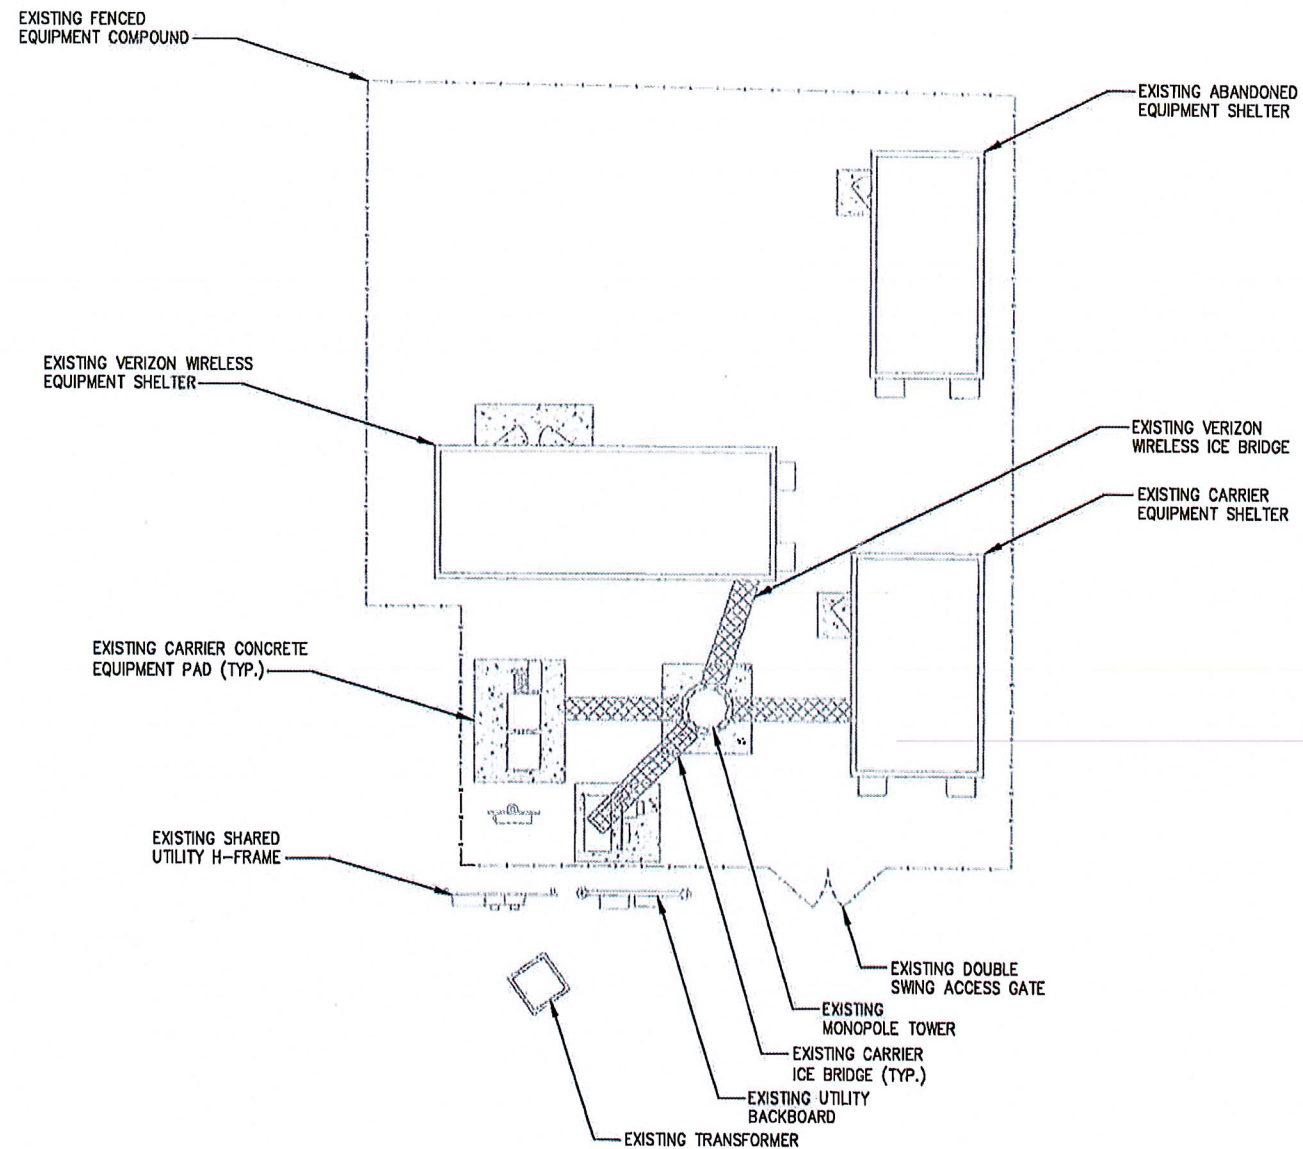 EXISTING FENCED
EQUIPMENT COMPOUND
EXISTING ABANDONED
EQUIPMENT SHELTER
EXISTING VERIZON WIRELESS
EQUIPMENT SHELTER
EXISTING VERIZON
WIRELESS ICE BRIDGE
EXISTING CARRIER
EQUIPMENT SHELTER
EXISTING CARRIER CONCRETE
EQUIPMENT PAD (TYP.)
EXISTING SHARED
UTILITY H-FRAME
EXISTING DOUBLE
SWING ACCESS GATE
EXISTING
MONOPOLE TOWER
EXISTING CARRIER
ICE BRIDGE (TYP.)
EXISTING UTILITY
BACKBOARD
EXISTING TRANSFORMER